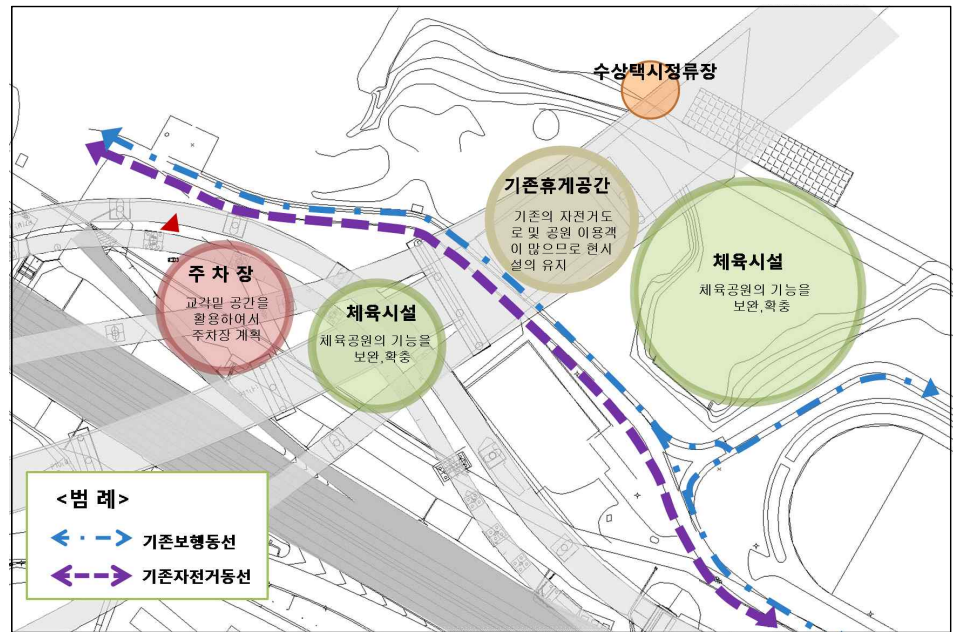 수상택시정류장
기존휴게공간
기존의 자전거도
로 및 공원 이용객
이 많으므로 현시
설의 유지
체육시설
체육공원의 기능을
보완,확충
주 차 장
교각밑 공간을
활용하여서
주차장 계획
체육시설
체육공원의 기능을
보완,확충
<범 례>
기존보행동선
기존자전거동선